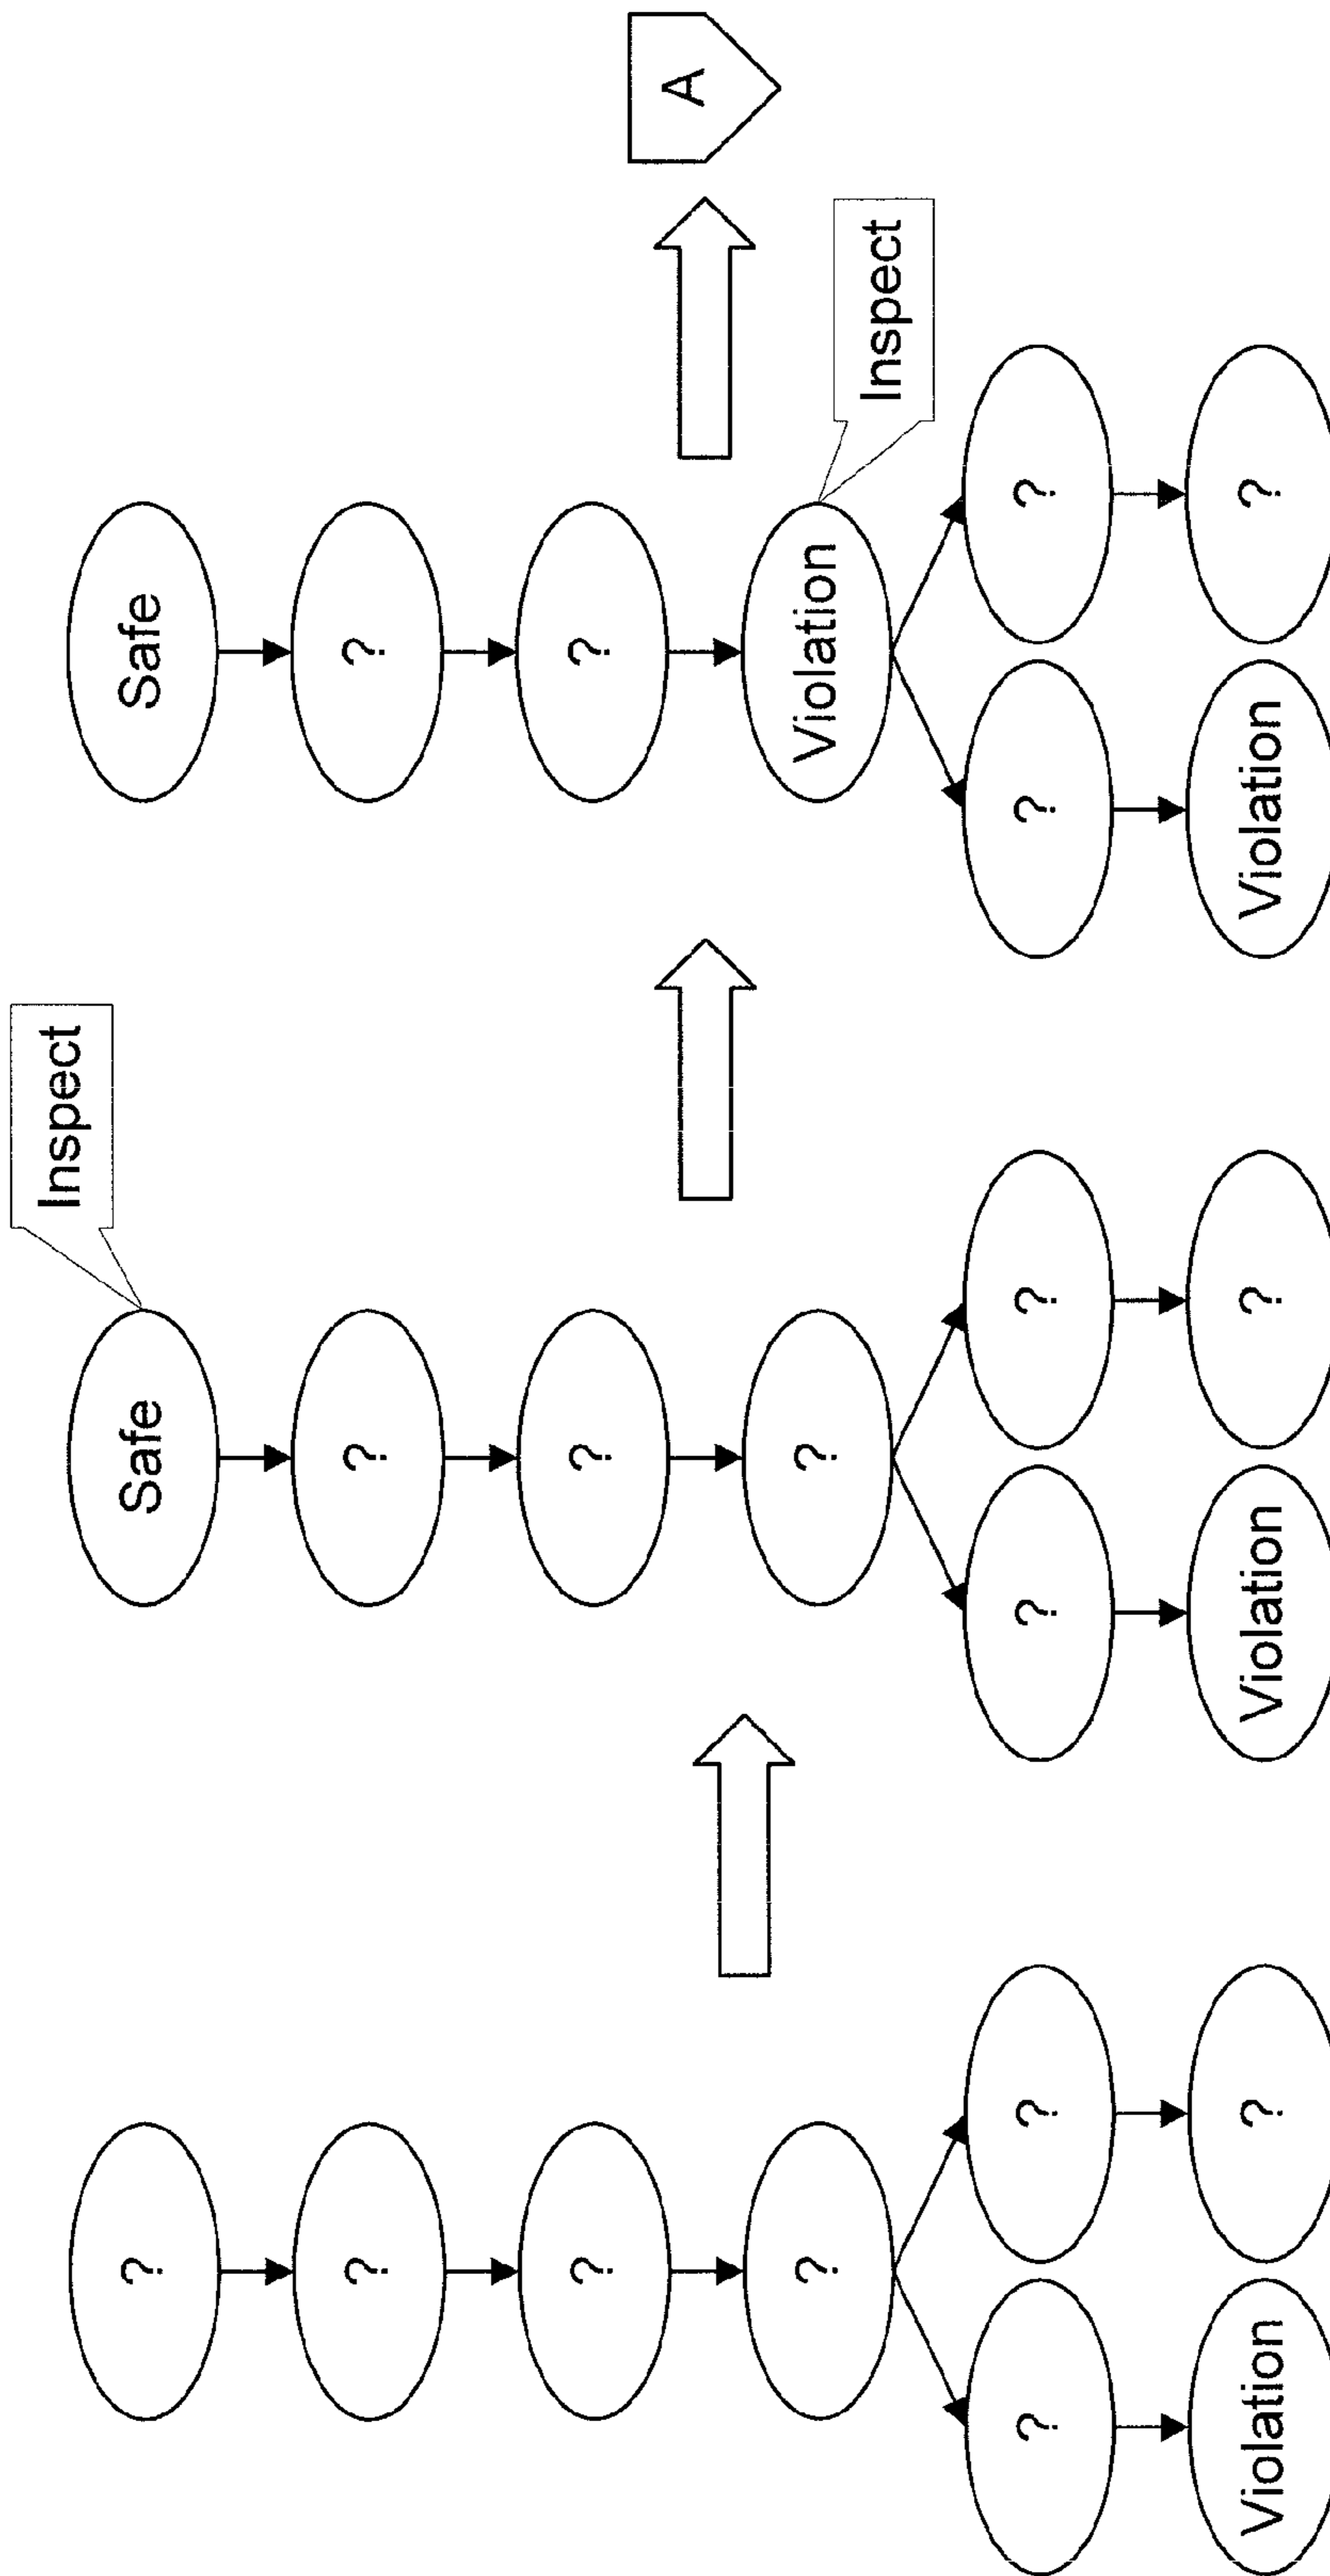 Inspect
? Safe Safe
? ? ?
? ? ?
A
? ? Violation
Inspect
? ? ? ? ? ?
Violation ? Violation ? Violation ?